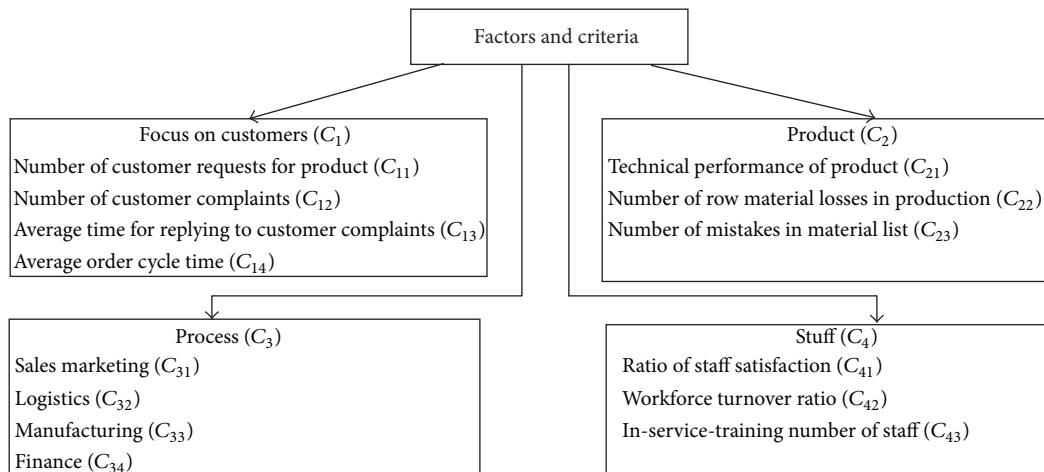 Factors and criteria
Focus on customers (C₁)
Number of customer requests for product (C₁₁)
Number of customer complaints (C₁₂)
Average time for replying to customer complaints (C₁₃)
Average order cycle time (C₁₄)
Product (C₂)
Technical performance of product (C₂₁)
Number of row material losses in production (C₂₂)
Number of mistakes in material list (C₂₃)
Process (C₃)
Sales marketing (C₃₁)
Logistics (C₃₂)
Manufacturing (C₃₃)
Finance (C₃₄)
Stuff (C₄)
Ratio of staff satisfaction (C₄₁)
Workforce turnover ratio (C₄₂)
In-service-training number of staff (C₄₃)